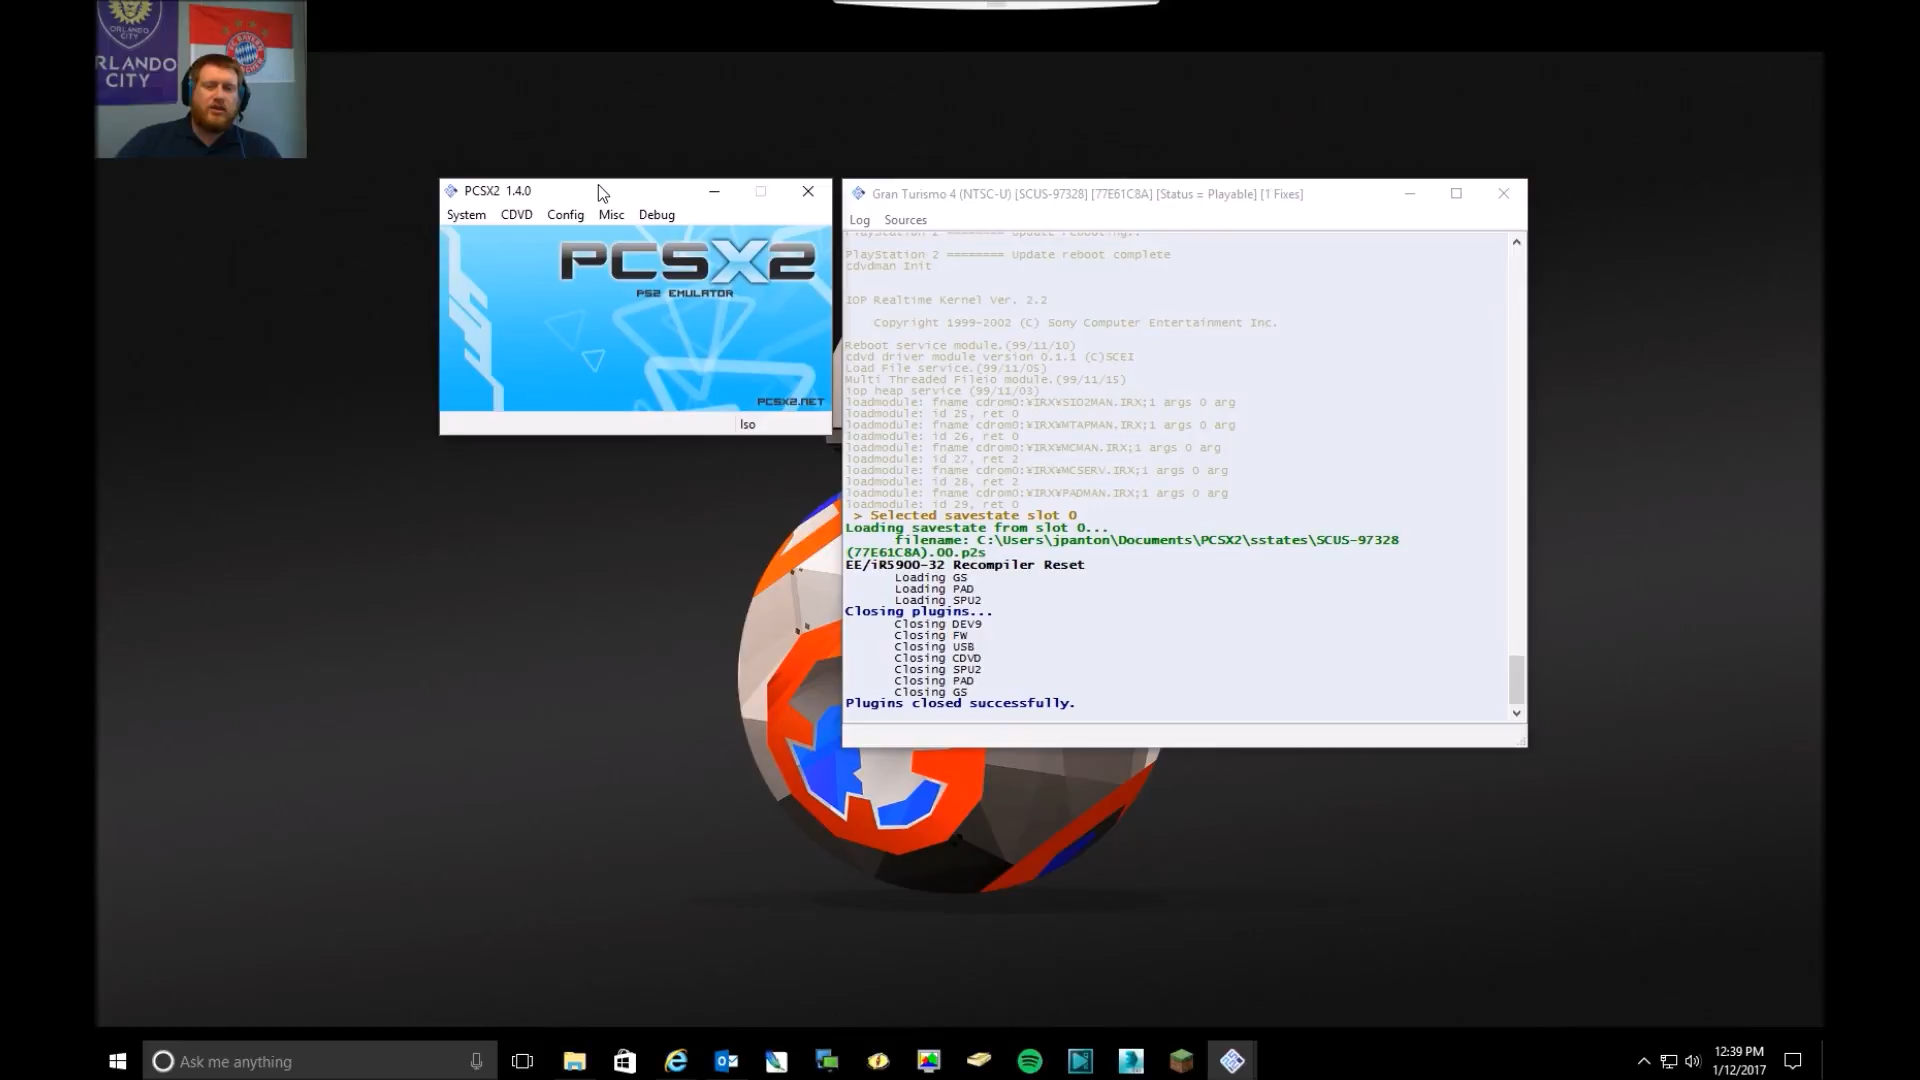 ORLANDO
CITY
ORLANDO
CITY
PCSX2 1.4.0
System CDVD Config Misc Debug
PCSX2
PS2 EMULATOR
PCSX2.NET
Iso
Gran Turismo 4 (NTSC-U) [SCUS-97328] [77E61C8A] [Status = Playable] [1 Fixes]
Log Sources
PlayStation 2 ======== Update rebooting..
PlayStation 2 ======== Update reboot complete
cdvdman Init
IOP Realtime Kernel Ver. 2.2
Copyright 1999-2002 (C) Sony Computer Entertainment Inc.
Reboot service module.(99/11/10)
cdvd driver module version 0.1.1 (C)SCEI
Load File service.(99/11/05)
Multi Threaded Fileio module.(99/11/15)
iop heap service (99/11/03)
loadmodule: fname cdrom0:¥IRX¥SIO2MAN.IRX;1 args 0 arg
loadmodule: id 25, ret 0
loadmodule: fname cdrom0:¥IRX¥MTAPMAN.IRX;1 args 0 arg
loadmodule: id 26, ret 0
loadmodule: fname cdrom0:¥IRX¥MCMAN.IRX;1 args 0 arg
loadmodule: id 27, ret 2
loadmodule: fname cdrom0:¥IRX¥MCSERV.IRX;1 args 0 arg
loadmodule: id 28, ret 2
loadmodule: fname cdrom0:¥IRX¥PADMAN.IRX;1 args 0 arg
loadmodule: id 29, ret 0
> Selected savestate slot 0
Loading savestate from slot 0...
filename: C:\Users\jpanton\Documents\PCSX2\sstates\SCUS-97328
(77E61C8A).00.p2s
EE/iR5900-32 Recompiler Reset
Loading GS
Loading PAD
Loading SPU2
Closing plugins...
Closing DEV9
Closing FW
Closing USB
Closing CDVD
Closing SPU2
Closing PAD
Closing GS
Plugins closed successfully.
Ask me anything
12:39 PM
1/12/2017